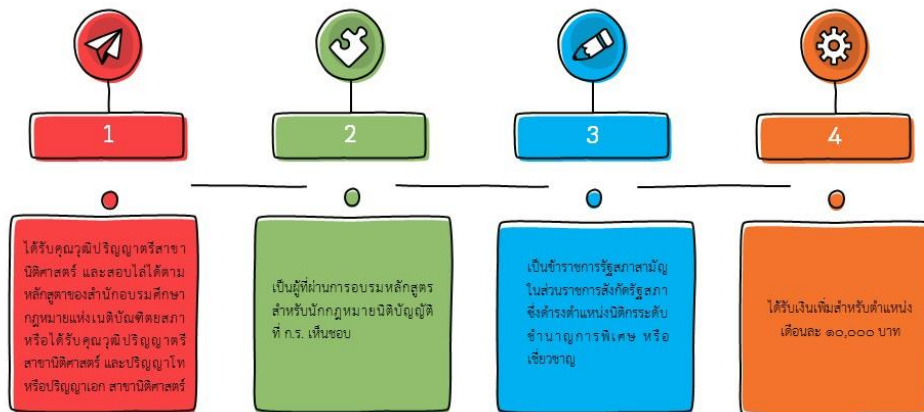 1
2
3
4
ได้รับคุณวุฒิปริญญาตรีสาขา
นิติศาสตร์ และสอบไล่ได้ตาม
หลักสูตาของสำนักอบรมศึกษา
กฎหมายแห่งเนติบัณฑิตยสภา
หรือได้รับคุณวุฒิปริญญาตรี
สาขานิติศาสตร์ และปริญญาโท
หรือปริญญาเอก สาขานิติศาสตร์
เป็นผู้ที่ผ่านการอบรมหลักสูตร
สำหรับนักกฎหมายนิติบัญญัติ
ที่ ก.ร. เห็นชอบ
เป็นข้าราชการรัฐสภาสามัญ
ในส่วนราชการสังกัดรัฐสภา
ซึ่งดำรงตำแหน่งนิติกรระดับ
ชำนาญการพิเศษ หรือ
เชี่ยวชาญ
ได้รับเงินเพิ่มสำหรับตำแหน่ง
เดือนละ ๑๐,๐๐๐ บาท